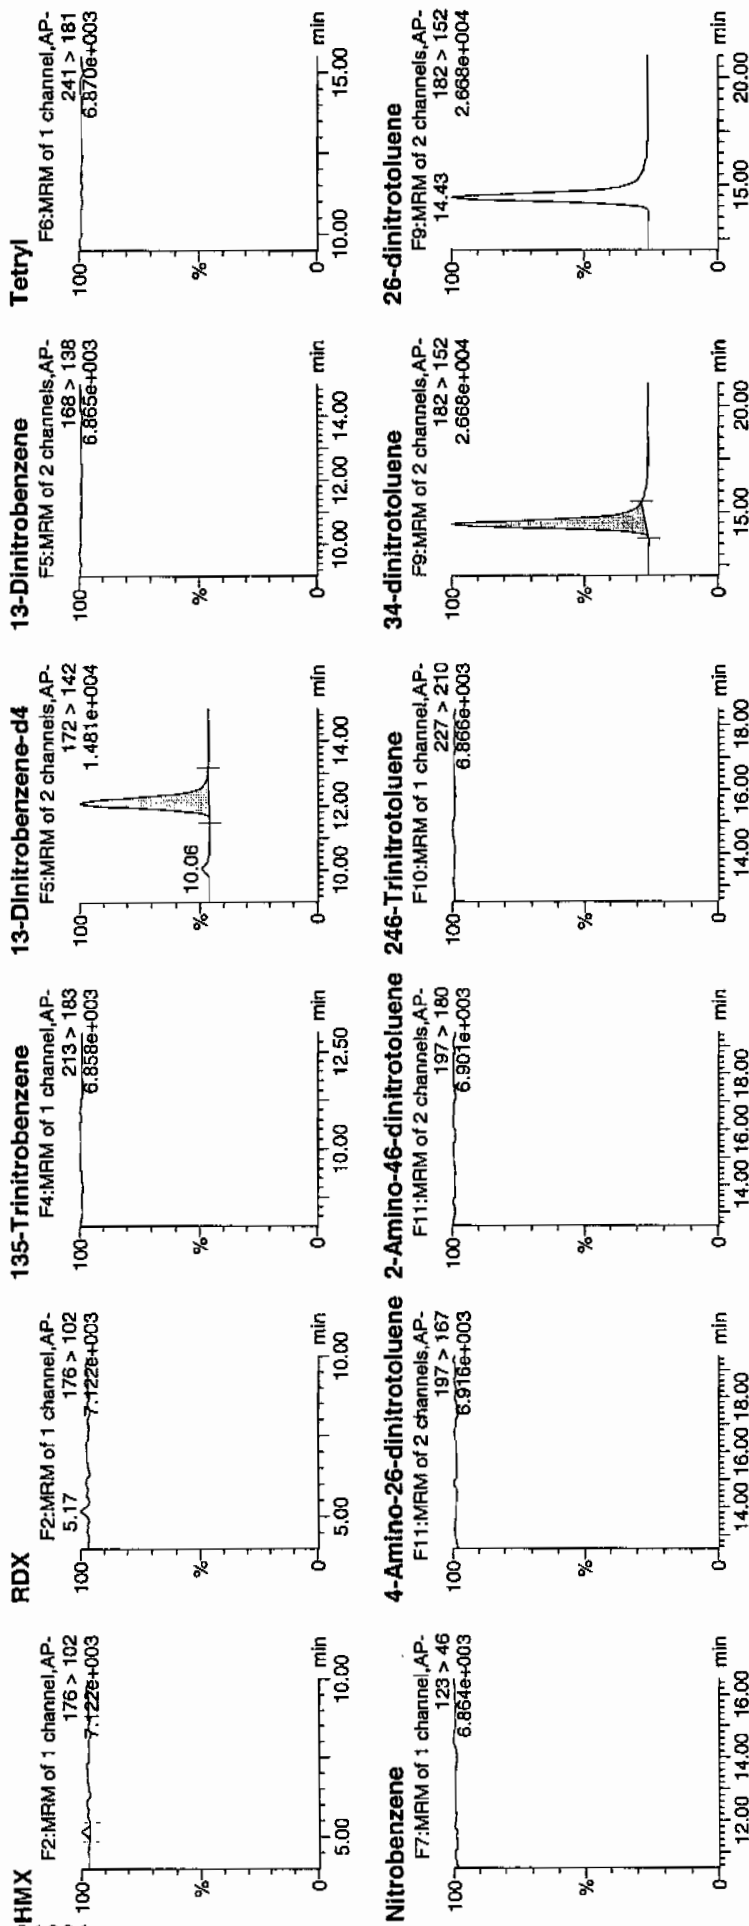 HMX
F2:MRM of 1 channel,AP-
176 > 102
7.122e+003
100
%
0
5.00 10.00 min
RDX
F2:MRM of 1 channel,AP-
5.17 176 > 102
7.122e+003
100
%
0
5.00 10.00 min
135-Trinitrobenzene
F4:MRM of 1 channel,AP-
213 > 183
6.858e+003
100
%
0
10.00 12.50 min
13-Dinitrobenzene-d4
F5:MRM of 2 channels,AP-
172 > 142
1.481e+004
100
10.06
%
0
10.00 12.00 14.00 min
13-Dinitrobenzene
F5:MRM of 2 channels,AP-
168 > 138
6.865e+003
100
%
0
10.00 12.00 14.00 min
Tetryl
F6:MRM of 1 channel,AP-
241 > 181
6.870e+003
100
%
0
10.00 15.00 min
Nitrobenzene
F7:MRM of 1 channel,AP-
123 > 46
6.864e+003
100
%
0
12.00 14.00 16.00 min
4-Amino-26-dinitrotoluene
F11:MRM of 2 channels,AP-
197 > 167
6.916e+003
100
%
0
14.00 16.00 18.00 min
2-Amino-46-dinitrotoluene
F11:MRM of 2 channels,AP-
197 > 180
6.901e+003
100
%
0
14.00 16.00 18.00 min
246-Trinitrotoluene
F10:MRM of 1 channel,AP-
227 > 210
6.866e+003
100
%
0
14.00 16.00 18.00 min
34-dinitrotoluene
F9:MRM of 2 channels,AP-
182 > 152
2.668e+004
100
%
0
15.00 20.00 min
26-dinitrotoluene
F9:MRM of 2 channels,AP-
14.43 182 > 152
2.668e+004
100
%
0
15.00 20.00 min